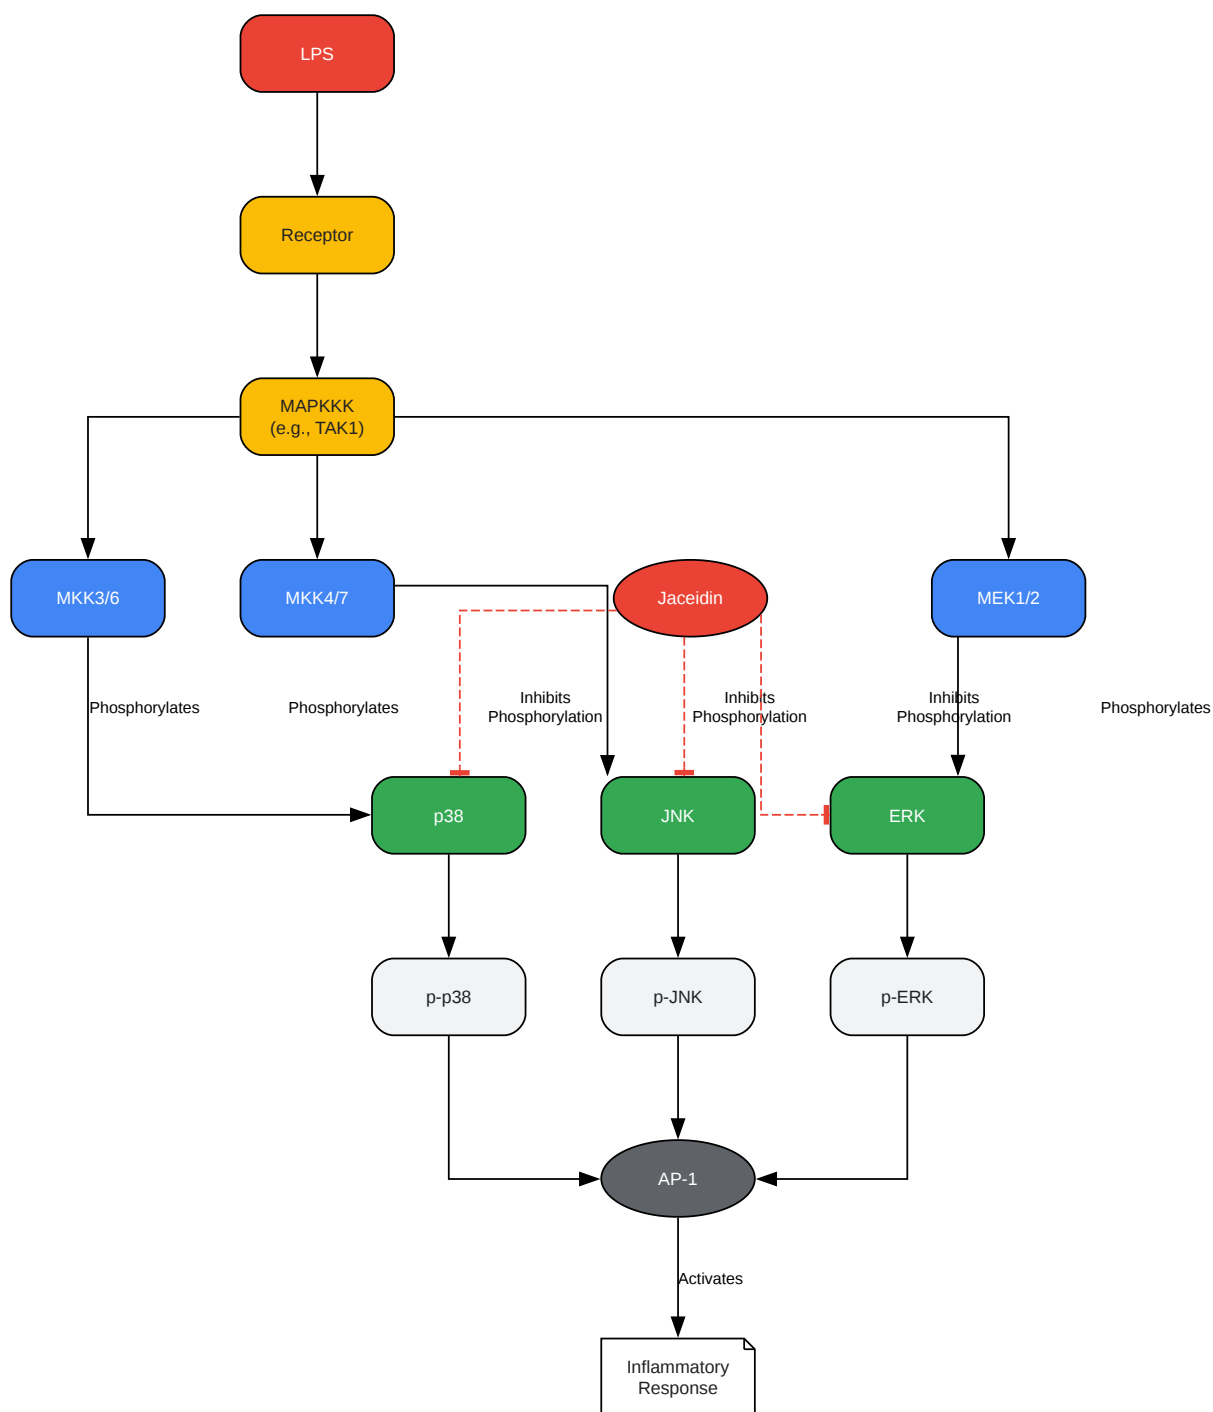 LPS
Receptor
MAPKKK
(e.g., TAK1)
MKK3/6
MKK4/7
Jaceidin
MEK1/2
Phosphorylates
Phosphorylates
Inhibits
Phosphorylation
Inhibits
Phosphorylation
Inhibits
Phosphorylation
Phosphorylates
p38
JNK
ERK
p-p38
p-JNK
p-ERK
AP-1
Activates
Inflammatory
Response